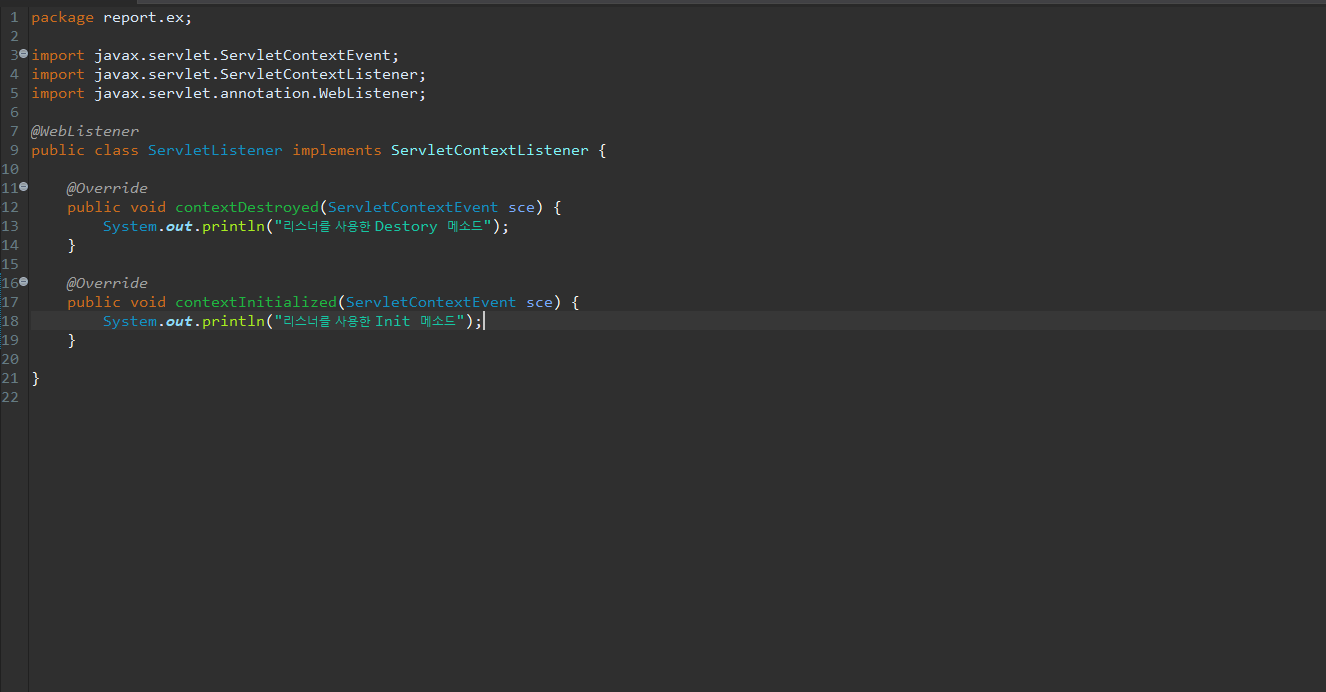 1 package report.ex;
2
3 import javax.servlet.ServletContextEvent;
4 import javax.servlet.ServletContextListener;
5 import javax.servlet.annotation.WebListener;
6
7 @WebListener
9 public class ServletListener implements ServletContextListener {
10
11 @Override
12 public void contextDestroyed(ServletContextEvent sce) {
13 System.out.println("리스너를 사용한 Destory 메소드");
14 }
15
16 @Override
17 public void contextInitialized(ServletContextEvent sce) {
18 System.out.println("리스너를 사용한 Init 메소드");
19 }
20
21 }
22